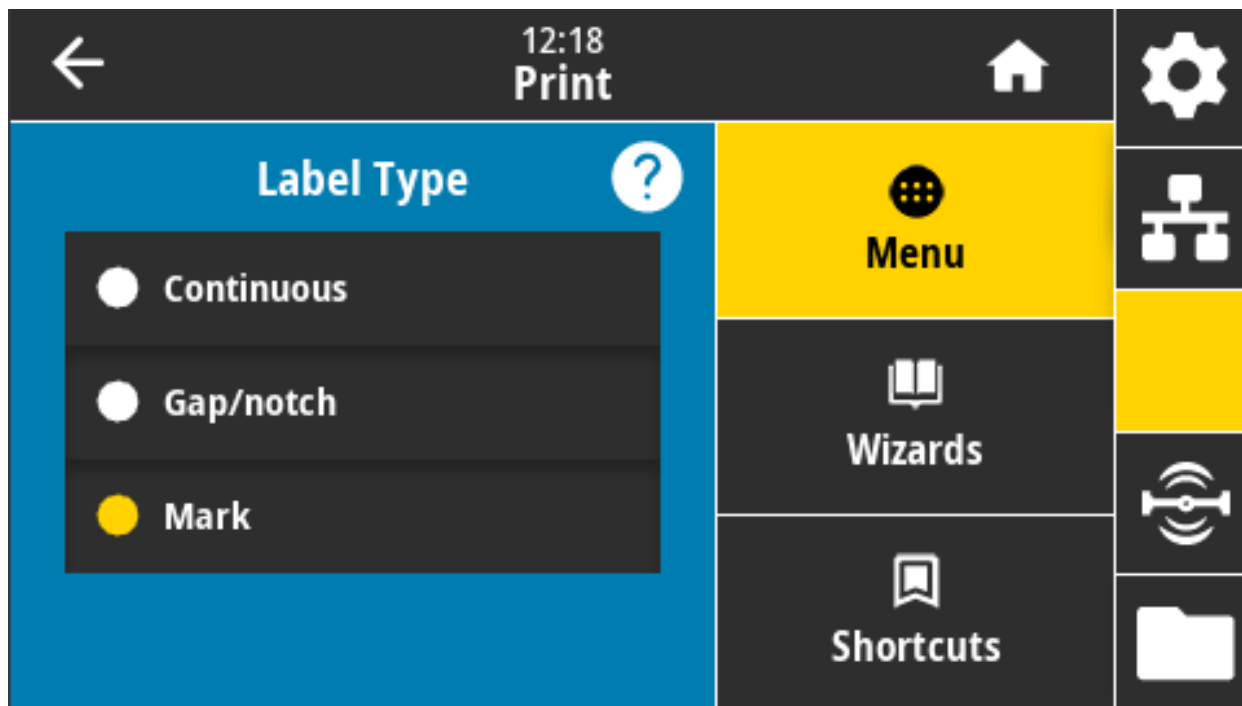 12:18
Print
Label Type
?
Continuous
Gap/notch
Mark
Menu
Wizards
Shortcuts